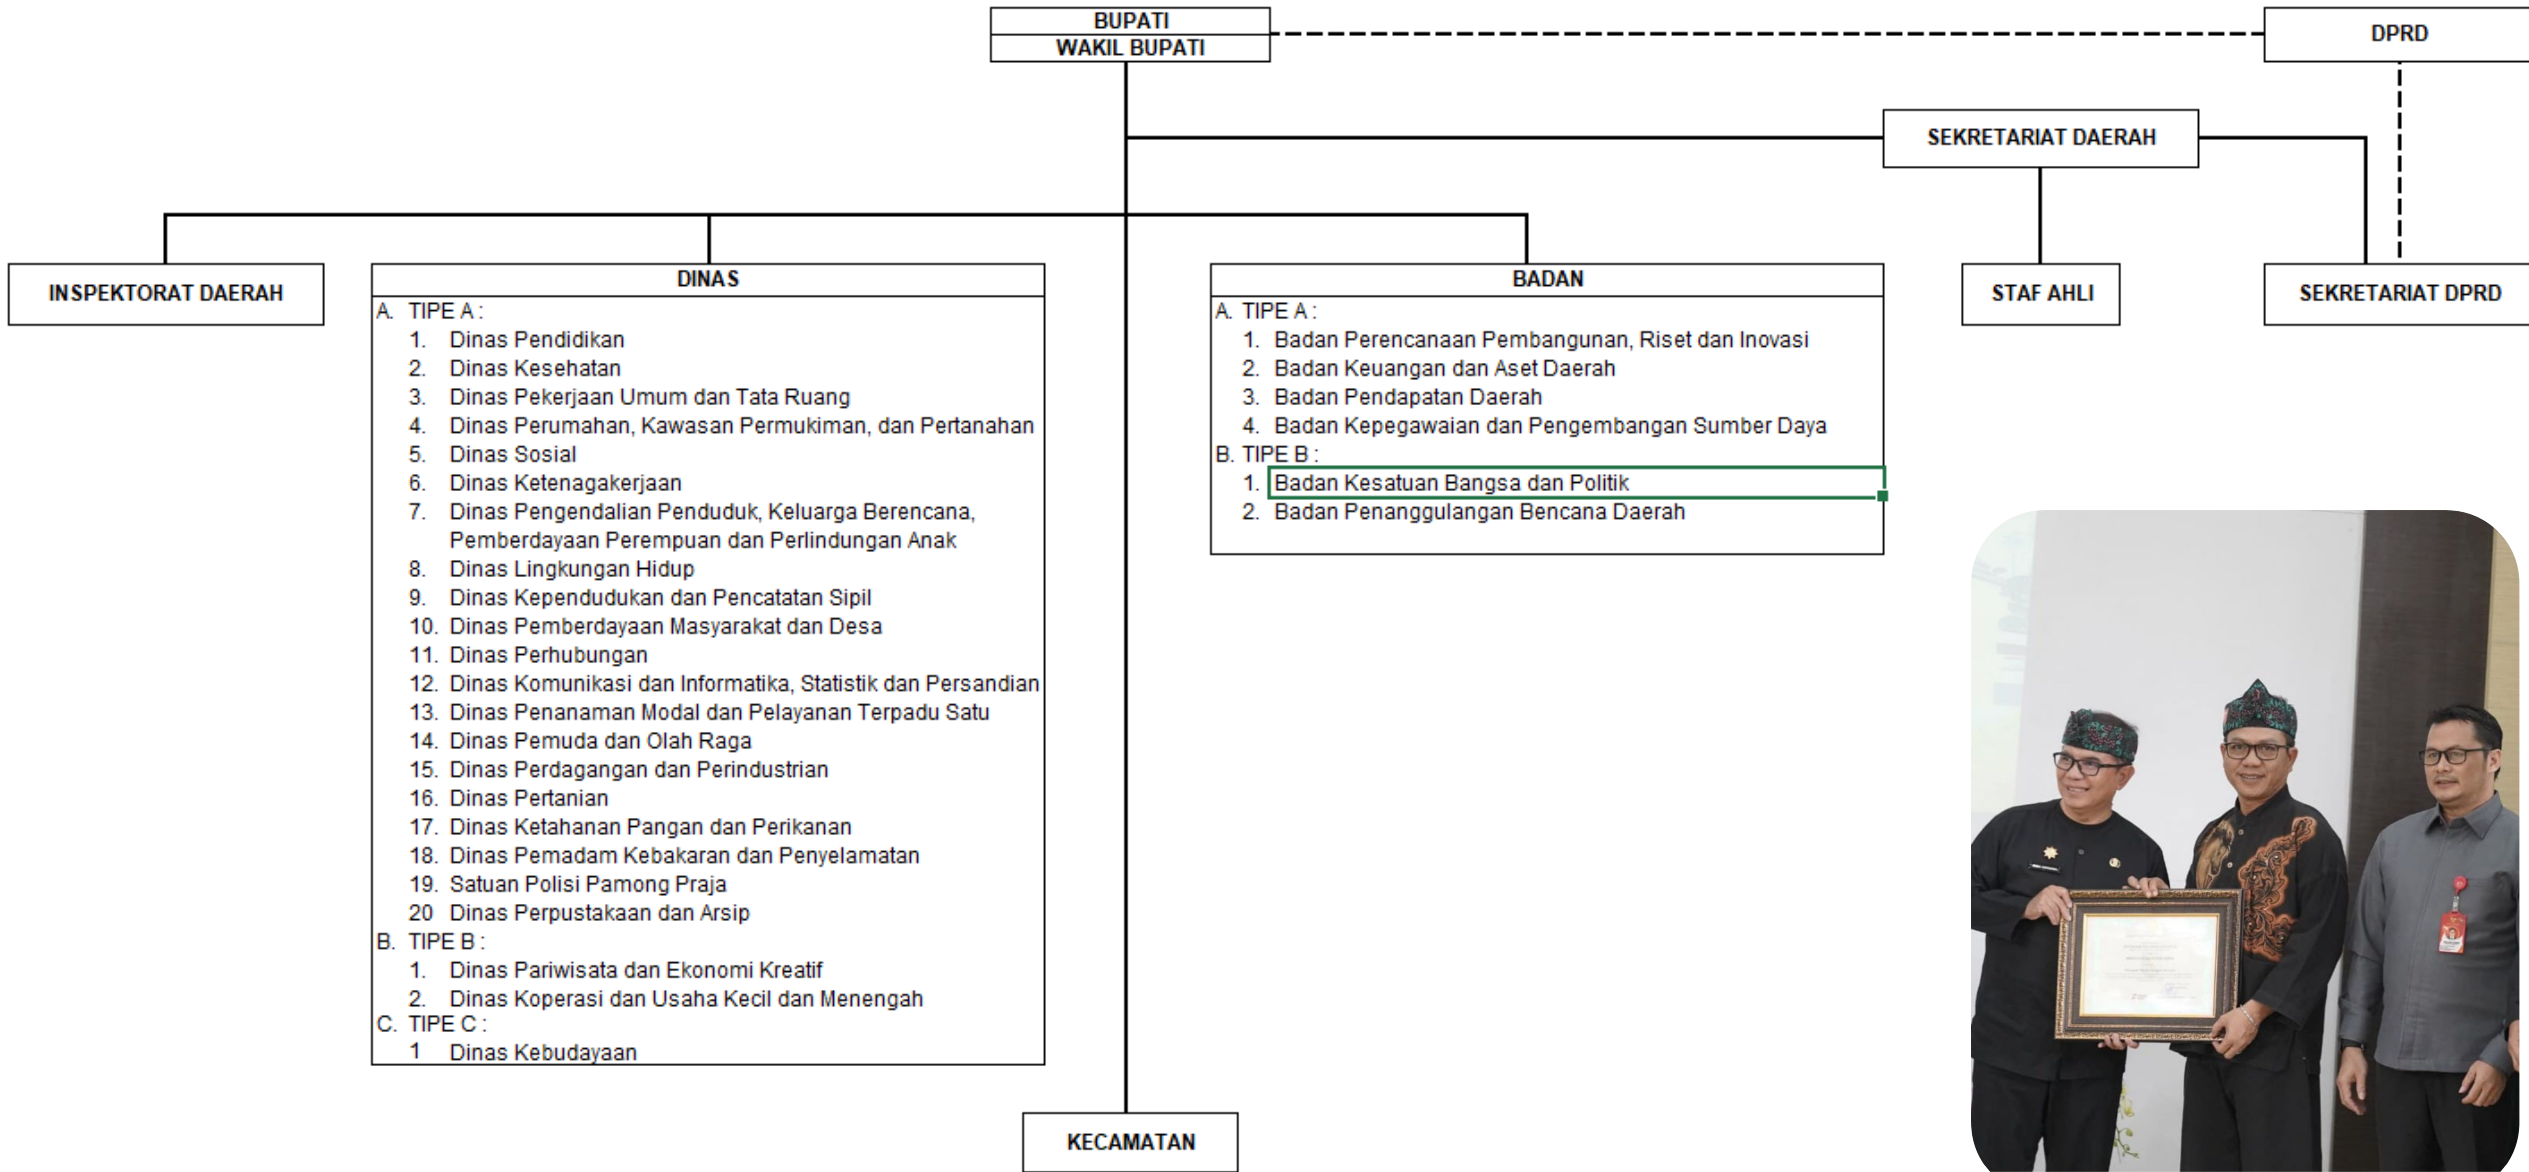 BUPATI
WAKIL BUPATI
DPRD
SEKRETARIAT DAERAH
INSPEKTORAT DAERAH
DINAS
A. TIPE A :
1. Dinas Pendidikan
2. Dinas Kesehatan
3. Dinas Pekerjaan Umum dan Tata Ruang
4. Dinas Perumahan, Kawasan Permukiman, dan Pertanahan
5. Dinas Sosial
6. Dinas Ketenagakerjaan
7. Dinas Pengendalian Penduduk, Keluarga Berencana,
Pemberdayaan Perempuan dan Perlindungan Anak
8. Dinas Lingkungan Hidup
9. Dinas Kependudukan dan Pencatatan Sipil
10. Dinas Pemberdayaan Masyarakat dan Desa
11. Dinas Perhubungan
12. Dinas Komunikasi dan Informatika, Statistik dan Persandian
13. Dinas Penanaman Modal dan Pelayanan Terpadu Satu
14. Dinas Pemuda dan Olah Raga
15. Dinas Perdagangan dan Perindustrian
16. Dinas Pertanian
17. Dinas Ketahanan Pangan dan Perikanan
18. Dinas Pemadam Kebakaran dan Penyelamatan
19. Satuan Polisi Pamong Praja
20 Dinas Perpustakaan dan Arsip
B. TIPE B :
1. Dinas Pariwisata dan Ekonomi Kreatif
2. Dinas Koperasi dan Usaha Kecil dan Menengah
C. TIPE C :
1 Dinas Kebudayaan
BADAN
A. TIPE A :
1. Badan Perencanaan Pembangunan, Riset dan Inovasi
2. Badan Keuangan dan Aset Daerah
3. Badan Pendapatan Daerah
4. Badan Kepegawaian dan Pengembangan Sumber Daya
B. TIPE B :
1. Badan Kesatuan Bangsa dan Politik
2. Badan Penanggulangan Bencana Daerah
STAF AHLI
SEKRETARIAT DPRD
KECAMATAN